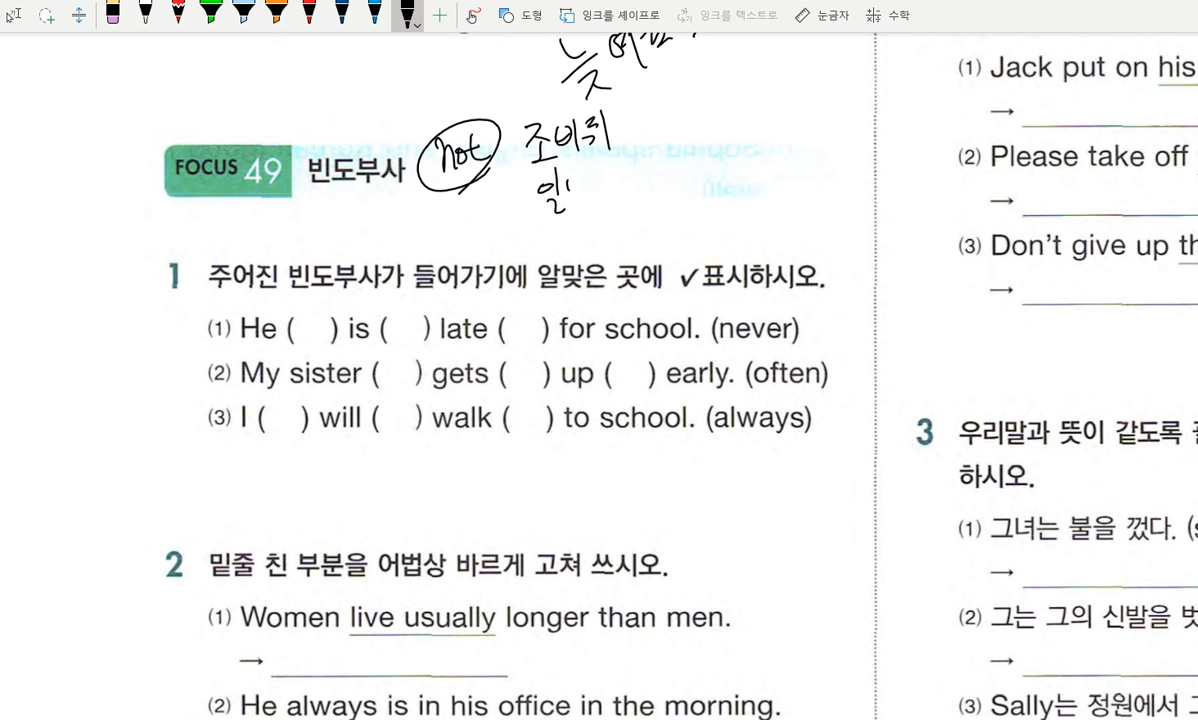 도형
잉크를 셰이프로
잉크를 텍스트로
눈금자
수학
FOCUS 49 빈도부사 not 조비뒤
일
1 주어진 빈도부사가 들어가기에 알맞은 곳에 ✓표시하시오.
(1) He ( ) is ( ) late ( ) for school. (never)
(2) My sister ( ) gets ( ) up ( ) early. (often)
(3) I ( ) will ( ) walk ( ) to school. (always)
2 밑줄 친 부분을 어법상 바르게 고쳐 쓰시오.
(1) Women live usually longer than men.
→
(2) He always is in his office in the morning.
(1) Jack put on his
→
(2) Please take off
→
(3) Don't give up th
→
3 우리말과 뜻이 같도록
하시오.
(1) 그녀는 불을 껐다. (s
→
(2) 그는 그의 신발을 벗
→
(3) Sally는 정원에서 그